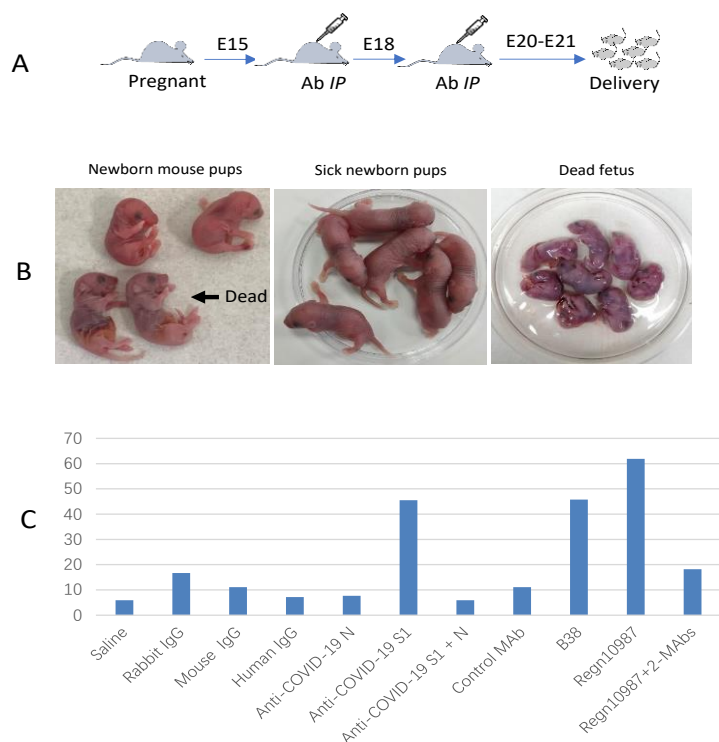 A
E15
E18
E20-E21
Pregnant
Ab IP
Ab IP
Delivery
B
Newborn mouse pups
Sick newborn pups
Dead fetus
Dead
C
70
60
50
40
30
20
10
0
Saline
Rabbit IgG
Mouse IgG
Human IgG
Anti-COVID-19 N
Anti-COVID-19 S1
Anti-COVID-19 S1 + N
Control MAb
B38
Regn10987
Regn10987+2-MAbs